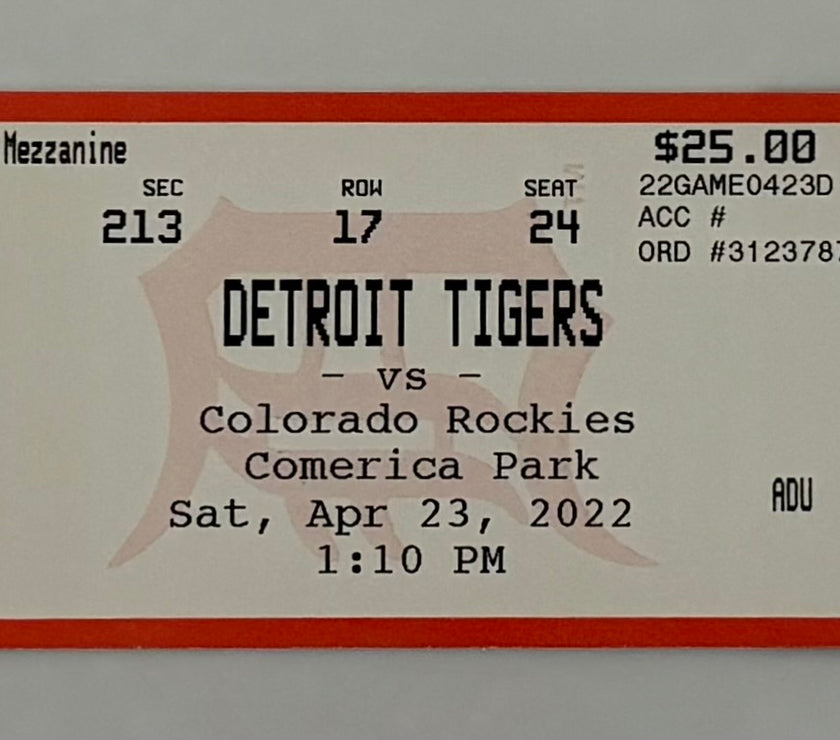 Mezzanine
$25.00
SEC ROW SEAT
213 17 24
22GAME0423D
ACC #
ORD #312378
DETROIT TIGERS
- vs -
Colorado Rockies
Comerica Park
Sat, Apr 23, 2022
1:10 PM
ADU